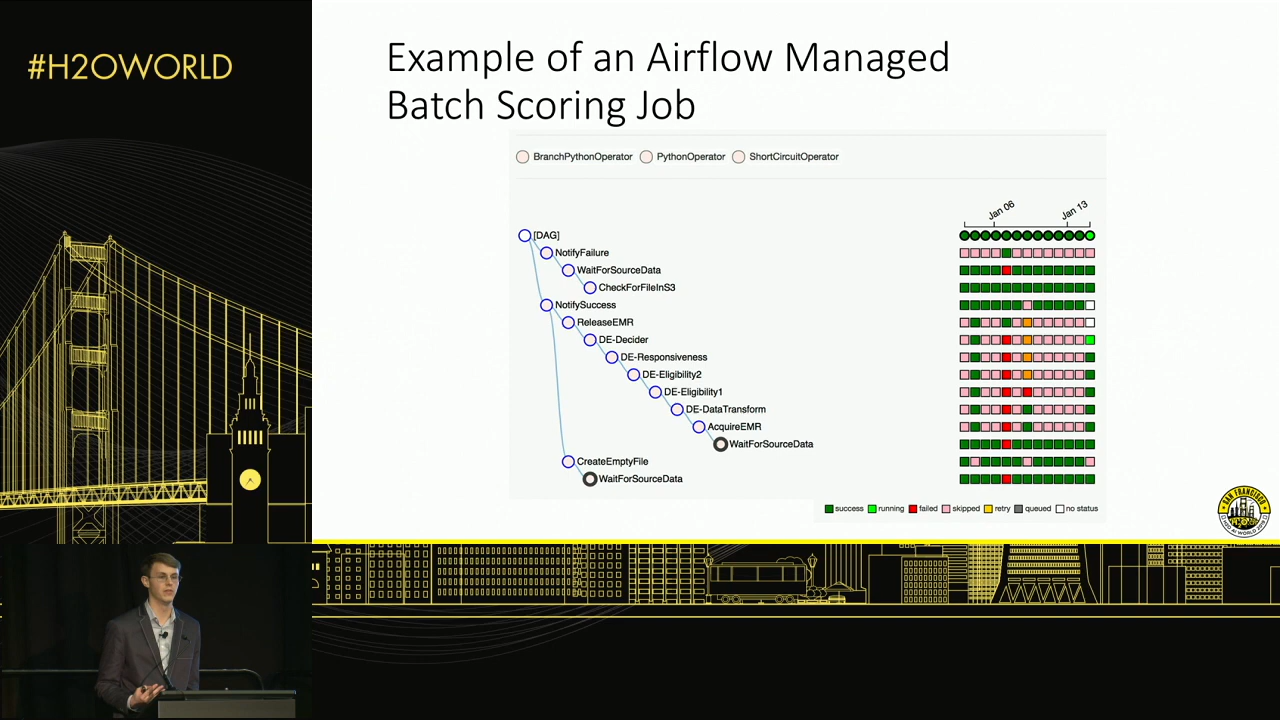 #H2OWORLD
Example of an Airflow Managed
Batch Scoring Job
BranchPythonOperator PythonOperator ShortCircuitOperator
Jan 06 Jan 13
[DAG]
NotifyFailure
WaitForSourceData
CheckForFileInS3
NotifySuccess
ReleaseEMR
DE-Decider
DE-Responsiveness
DE-Eligibility2
DE-Eligibility1
DE-DataTransform
AcquireEMR
WaitForSourceData
CreateEmptyFile
WaitForSourceData
success running failed skipped retry queued no status
SAN FRANCISCO